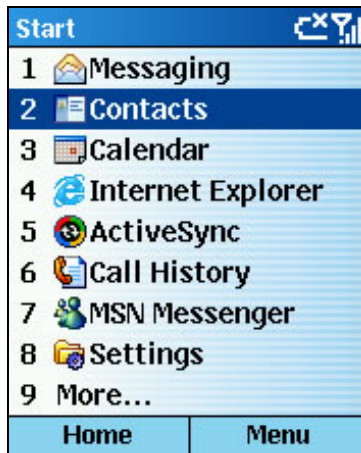 Start
1 Messaging
2 Contacts
3 Calendar
4 Internet Explorer
5 ActiveSync
6 Call History
7 MSN Messenger
8 Settings
9 More...
Home Menu